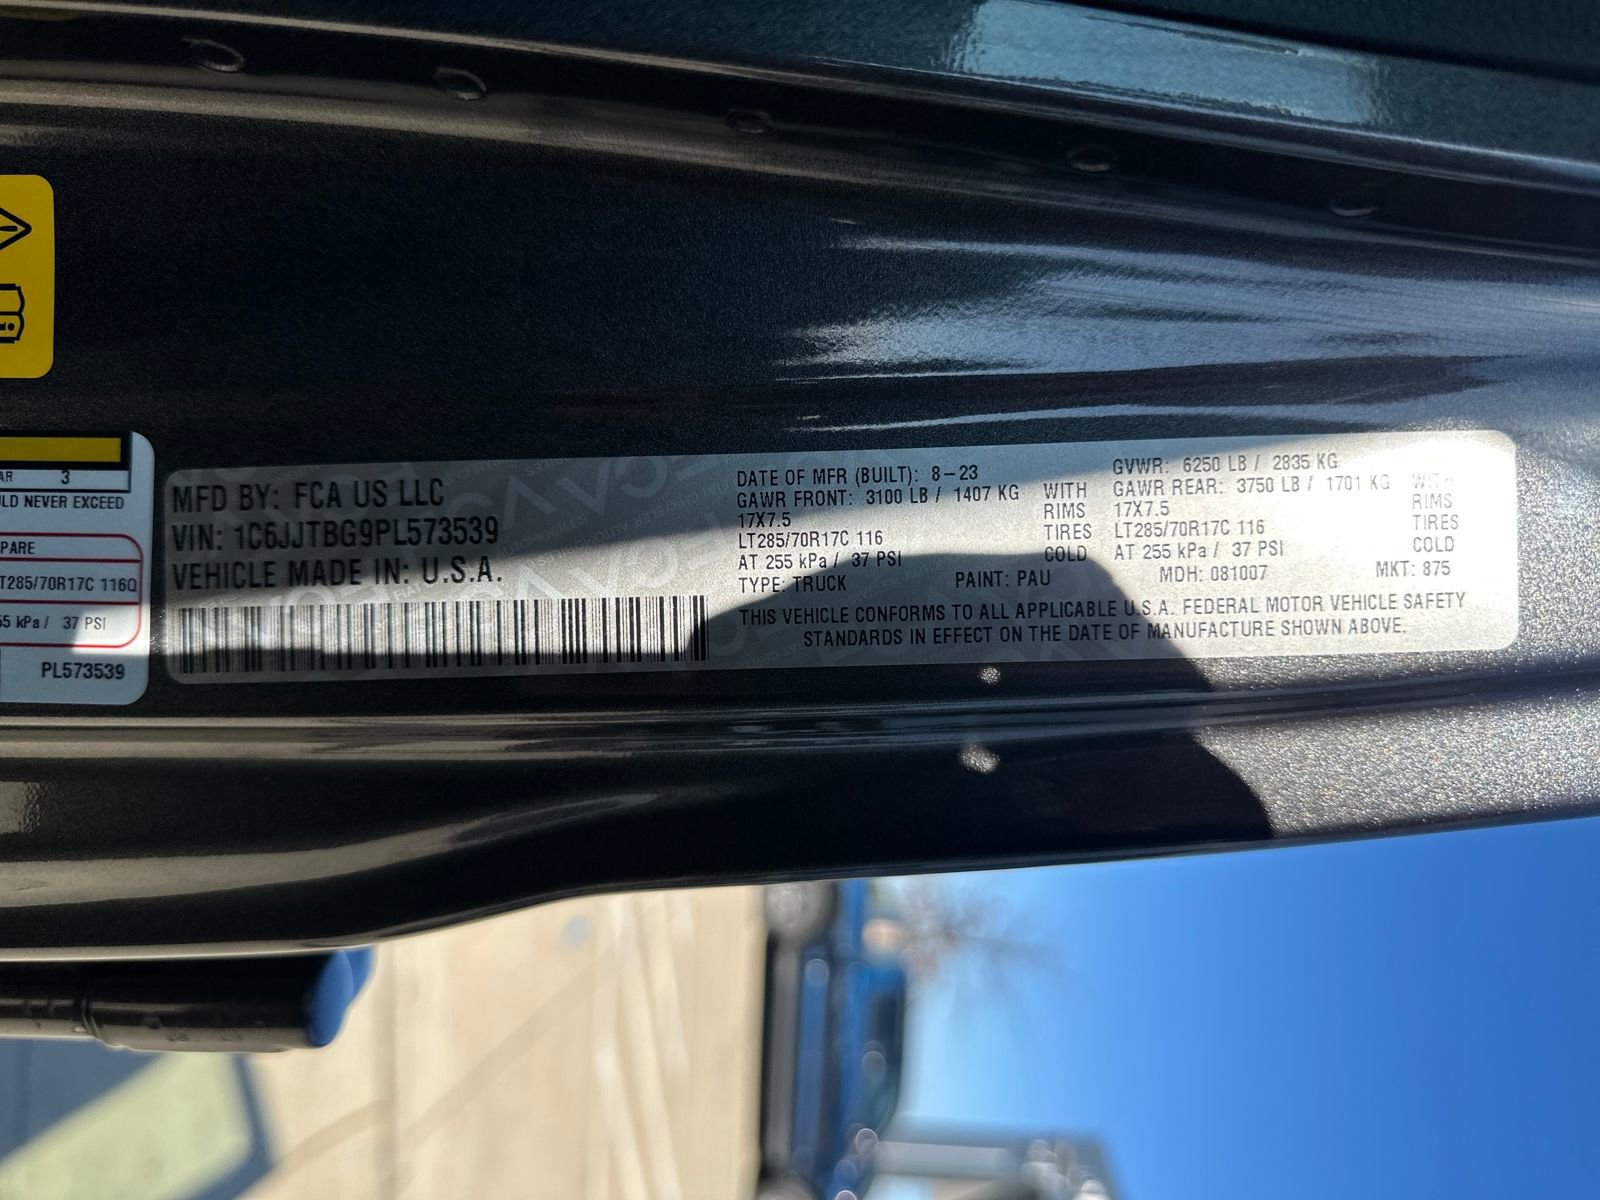 AR 3
LD NEVER EXCEED
PARE
T285/70R17C 116Q
55 kPa / 37 PSI
PL573539
MFD BY: FCA US LLC
VIN: 1C6JJTBG9PL573539
VEHICLE MADE IN: U.S.A.
DATE OF MFR (BUILT): 8-23
GAWR FRONT: 3100 LB / 1407 KG WITH
17X7.5 RIMS
LT285/70R17C 116 TIRES
AT 255 kPa / 37 PSI COLD
TYPE: TRUCK PAINT: PAU
GVWR: 6250 LB / 2835 KG
GAWR REAR: 3750 LB / 1701 KG WITH
17X7.5 RIMS
LT285/70R17C 116 TIRES
AT 255 kPa / 37 PSI COLD
MDH: 081007 MKT: 875
THIS VEHICLE CONFORMS TO ALL APPLICABLE U.S.A. FEDERAL MOTOR VEHICLE SAFETY
STANDARDS IN EFFECT ON THE DATE OF MANUFACTURE SHOWN ABOVE.